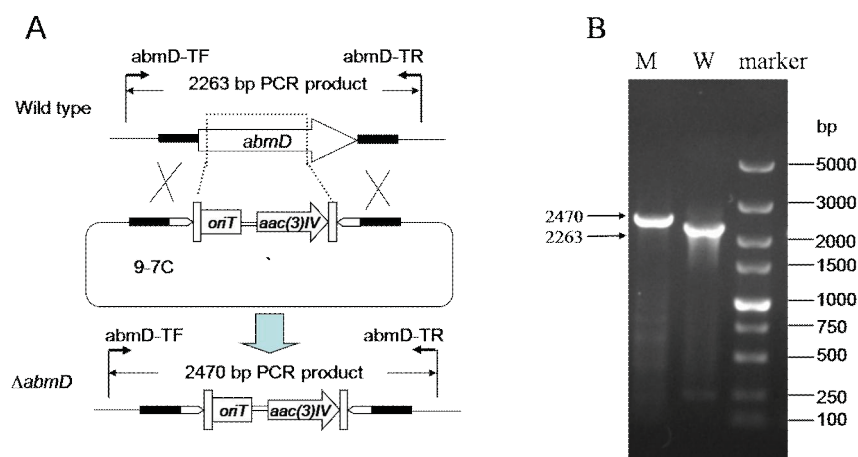 A
abmD-TF
abmD-TR
2263 bp PCR product
Wild type
abmD
oriT
aac(3)IV
9-7C
abmD-TF
abmD-TR
2470 bp PCR product
ΔabmD
oriT
aac(3)IV
B
M W marker
bp
5000
3000
2470
2263
2000
1500
1000
750
500
250
100